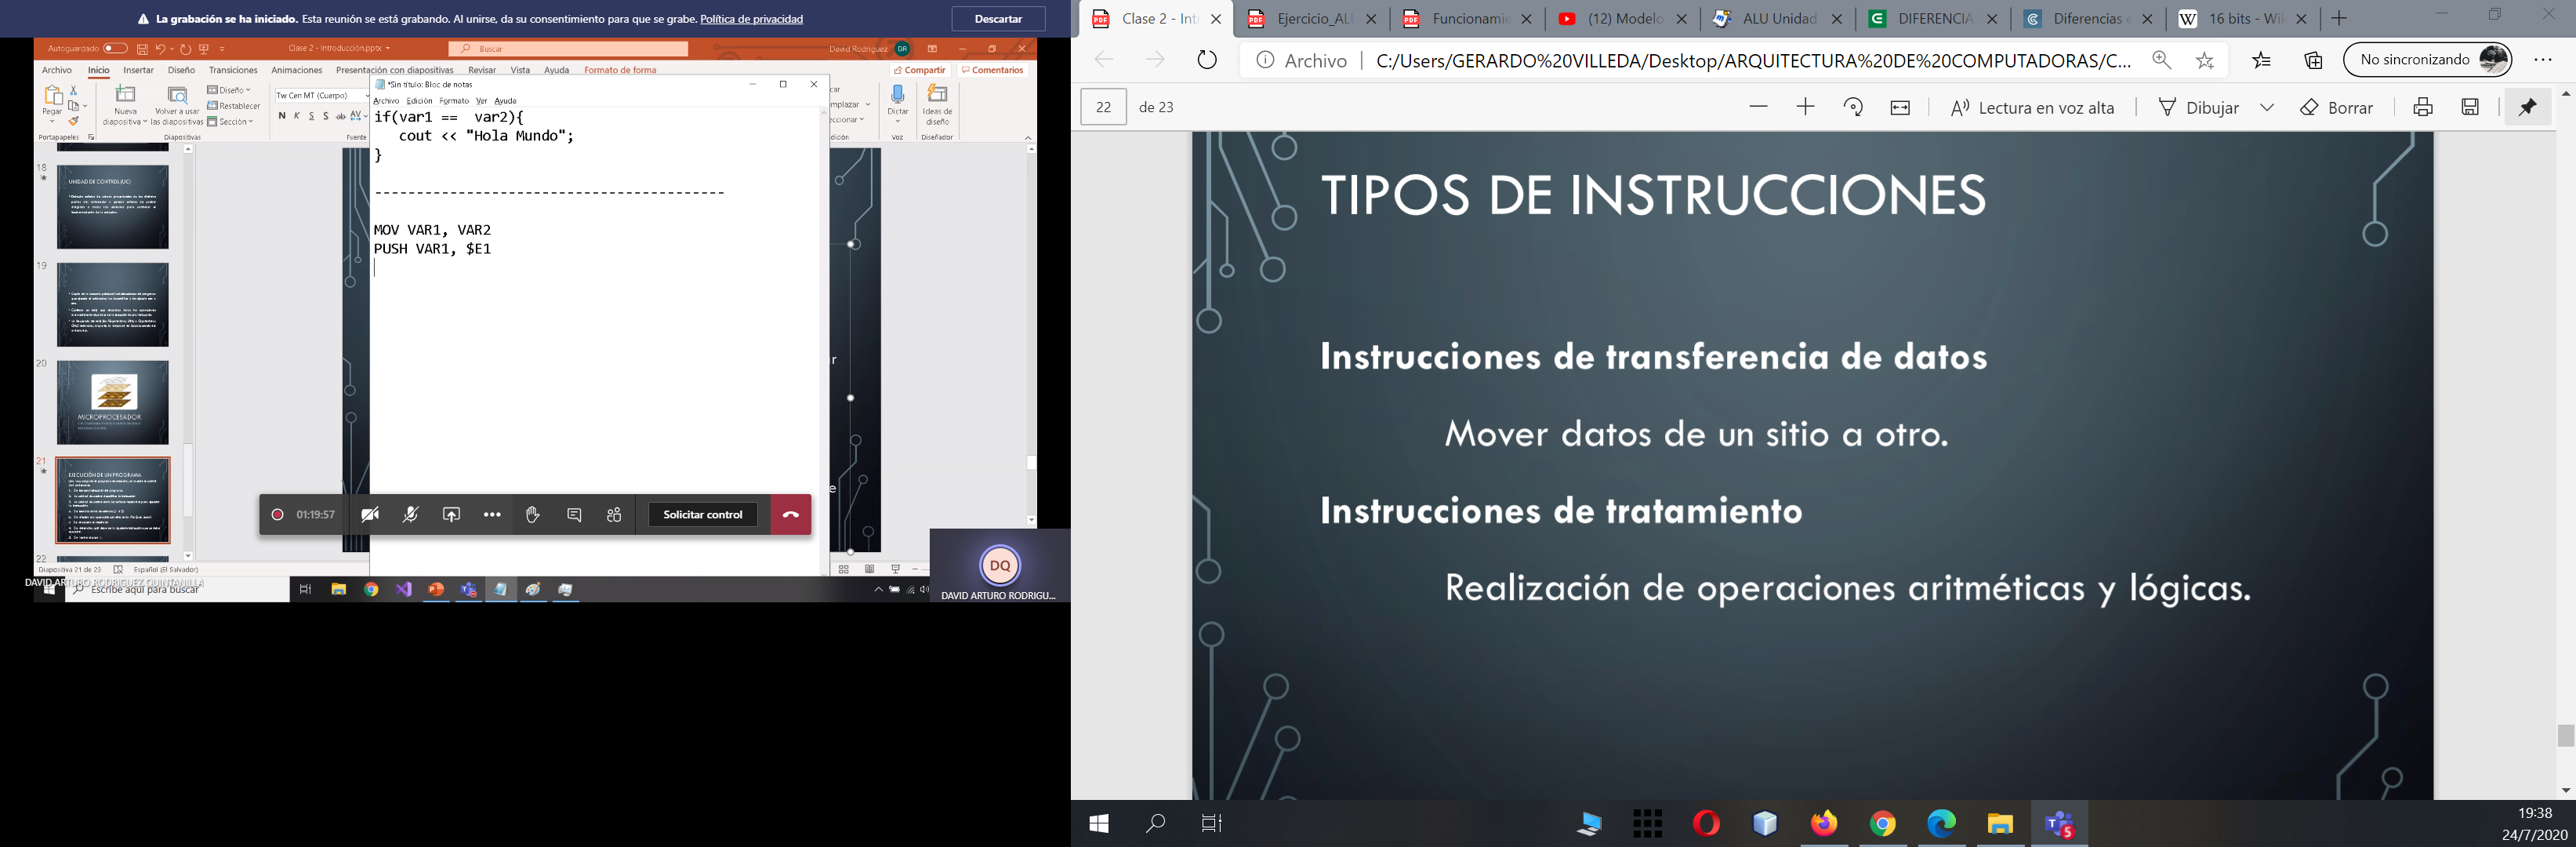 La grabación se ha iniciado. Esta reunión se está grabando. Al unirse, da su consentimiento para que se grabe. Política de privacidad
Descartar
Autoguardado
Clase 2 - Introducción.pptx
Buscar
David Rodriguez
DR
Archivo Inicio Insertar Diseño Transiciones Animaciones Presentación con diapositivas Revisar Vista Ayuda Formato de forma
Compartir
Comentarios
Pegar
Nueva diapositiva
Volver a usar las diapositivas
Diseño
Restablecer
Sección
Tw Cen MT (Cuerpo)
N K S S ab AV
Portapapeles
Diapositivas
Fuente
Dictar
Ideas de diseño
Voz
Diseñador
*Sin título: Bloc de notas
Archivo Edición Formato Ver Ayuda
if(var1 == var2){
cout << "Hola Mundo";
}
------------------------------------------
MOV VAR1, VAR2
PUSH VAR1, $E1
18
UNIDAD DE CONTROL (UC)
19
20
MICROPROCESADOR
21
EJECUCIÓN DE UN PROGRAMA
22
01:19:57
Solicitar control
Diapositiva 21 de 23
Español (El Salvador)
DAVID ARTURO RODRIGUEZ QUINTANILLA
Escribe aquí para buscar
DQ
DAVID ARTURO RODRIGU...
Clase 2 - Int
Ejercicio_AL
Funcionamie
(12) Modelo
ALU Unidad
DIFERENCIA
Diferencias e
16 bits - Wil
Archivo
C:/Users/GERARDO%20VILLEDA/Desktop/ARQUITECTURA%20DE%20COMPUTADORAS/C...
No sincronizando
22
de 23
Lectura en voz alta
Dibujar
Borrar
TIPOS DE INSTRUCCIONES
Instrucciones de transferencia de datos
Mover datos de un sitio a otro.
Instrucciones de tratamiento
Realización de operaciones aritméticas y lógicas.
19:38
24/7/2020